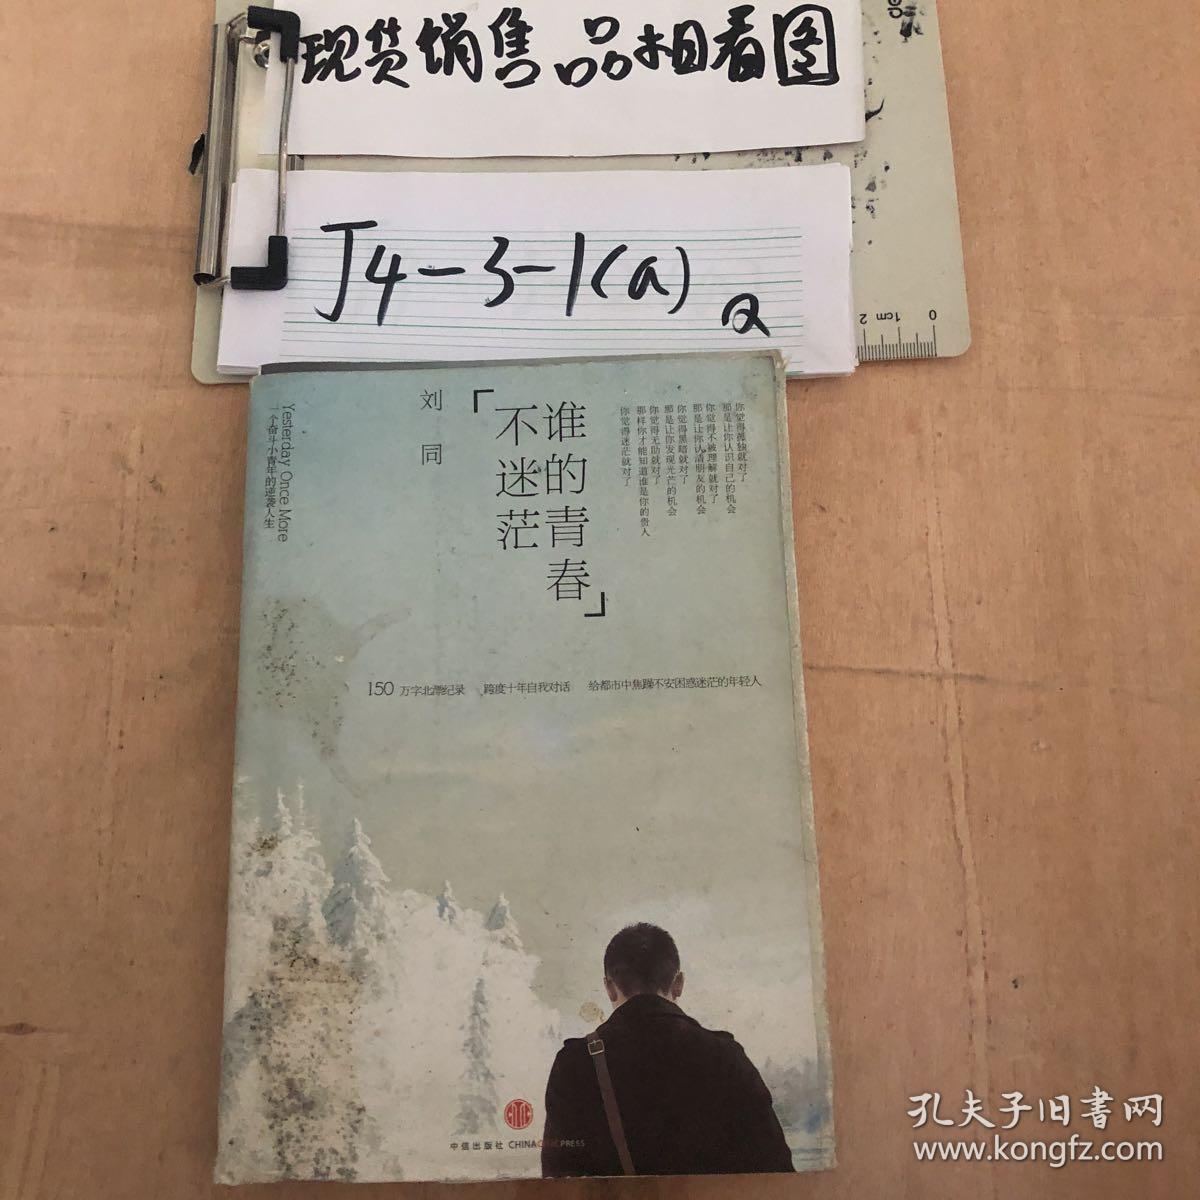 现货销售 品相看图
J4-3-1(a)
Q
0
1cm
2
Yesterday Once More
一个奋斗小青年的逆袭人生
刘同
「谁的青春
不迷茫」
你觉得孤独就对了
那是让你认识自己的机会
你觉得不被理解就对了
那是让你认清朋友的机会
你觉得黑暗就对了
那是让你发现光芒的机会
你觉得无助就对了
那样你才能知道谁是你的贵人
你觉得迷茫就对了
150 万字北漂纪录 跨度十年自我对话 给都市中焦躁不安困惑迷茫的年轻人
中信出版社 CHINA CITIC PRESS
孔夫子旧書网
www.kongfz.com